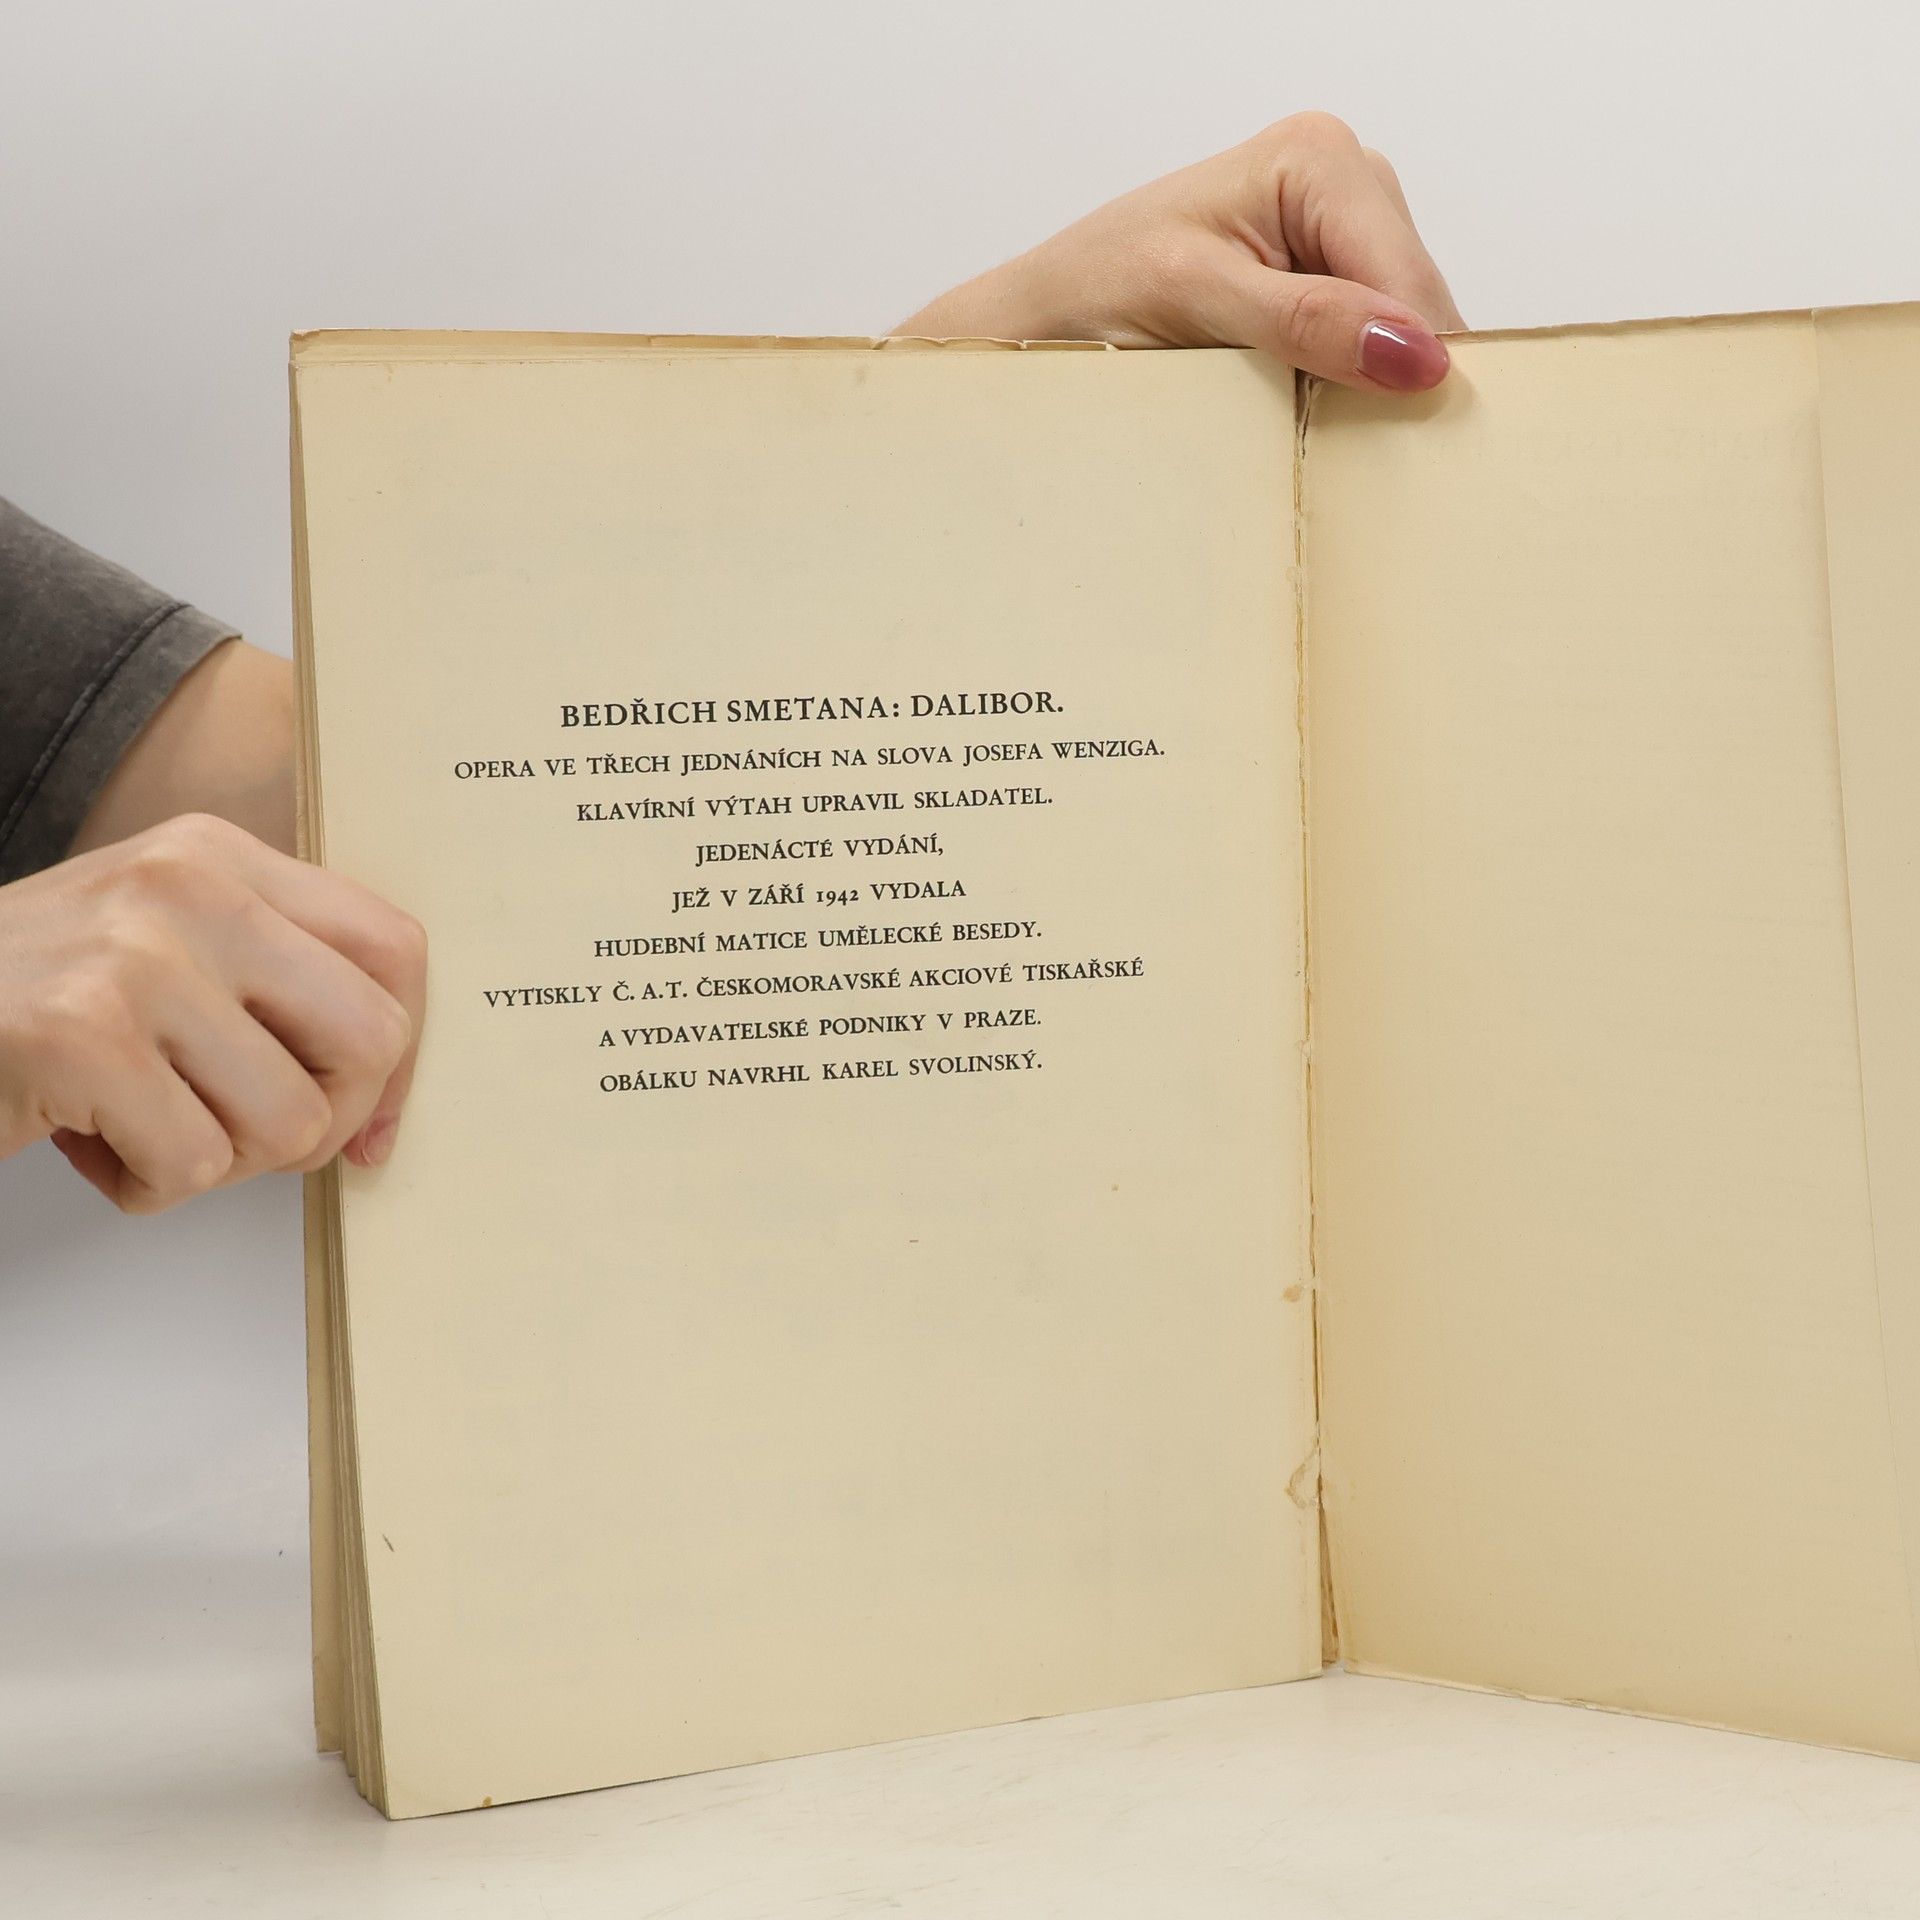 BEDŘICH SMETANA: DALIBOR.
OPERA VE TŘECH JEDNÁNÍCH NA SLOVA JOSEFA WENZIGA.
KLAVÍRNÍ VÝTAH UPRAVIL SKLADATEL.
JEDENÁCTÉ VYDÁNÍ,
JEŽ V ZÁŘÍ 1942 VYDALA
HUDEBNÍ MATICE UMĚLECKÉ BESEDY.
VYTISKLY Č. A.T. ČESKOMORAVSKÉ AKCIOVÉ TISKAŘSKÉ
A VYDAVATELSKÉ PODNIKY V PRAZE.
OBÁLKU NAVRHL KAREL SVOLINSKÝ.